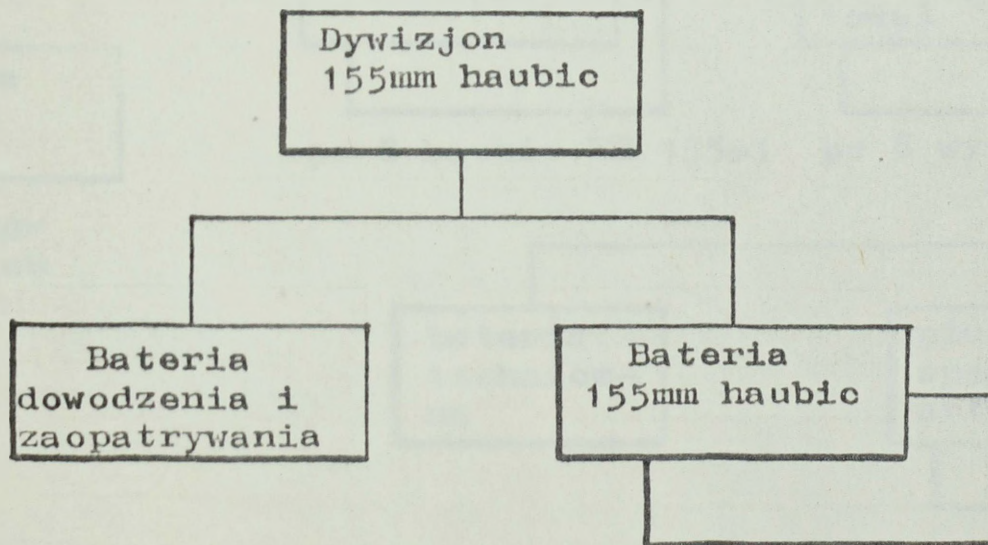 Dywizjon
155mm haubic
Bateria
dowodzenia i
zaopatrywania
Bateria
155mm haubic